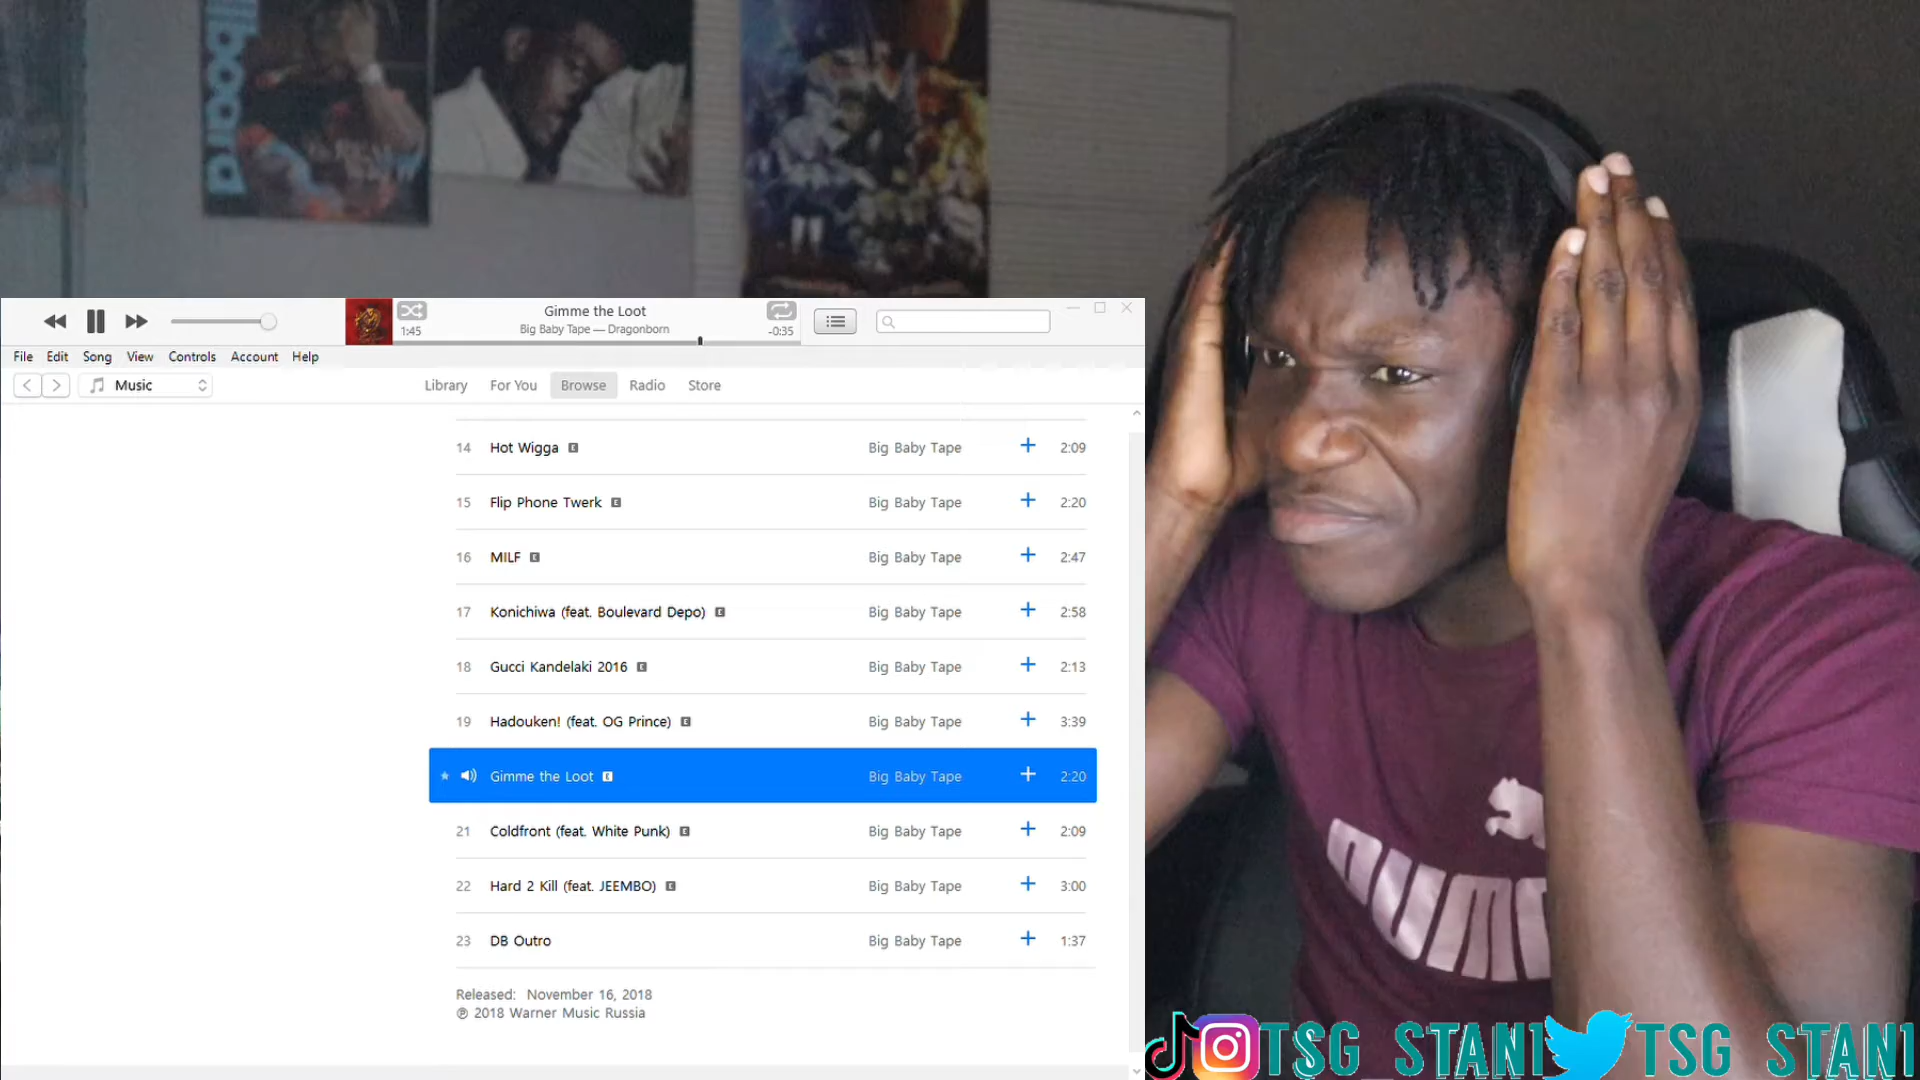 billboard
Gimme the Loot
Big Baby Tape — Dragonborn
1:45
-0:35
File Edit Song View Controls Account Help
Music
Library For You Browse Radio Store
14 Hot Wigga E Big Baby Tape + 2:09
15 Flip Phone Twerk E Big Baby Tape + 2:20
16 MILF E Big Baby Tape + 2:47
17 Konichiwa (feat. Boulevard Depo) E Big Baby Tape + 2:58
18 Gucci Kandelaki 2016 E Big Baby Tape + 2:13
19 Hadouken! (feat. OG Prince) E Big Baby Tape + 3:39
Gimme the Loot E Big Baby Tape + 2:20
21 Coldfront (feat. White Punk) E Big Baby Tape + 2:09
22 Hard 2 Kill (feat. JEEMBO) E Big Baby Tape + 3:00
23 DB Outro Big Baby Tape + 1:37
Released: November 16, 2018
℗ 2018 Warner Music Russia
PUMA
TSG_STAN1 TSG_STAN1